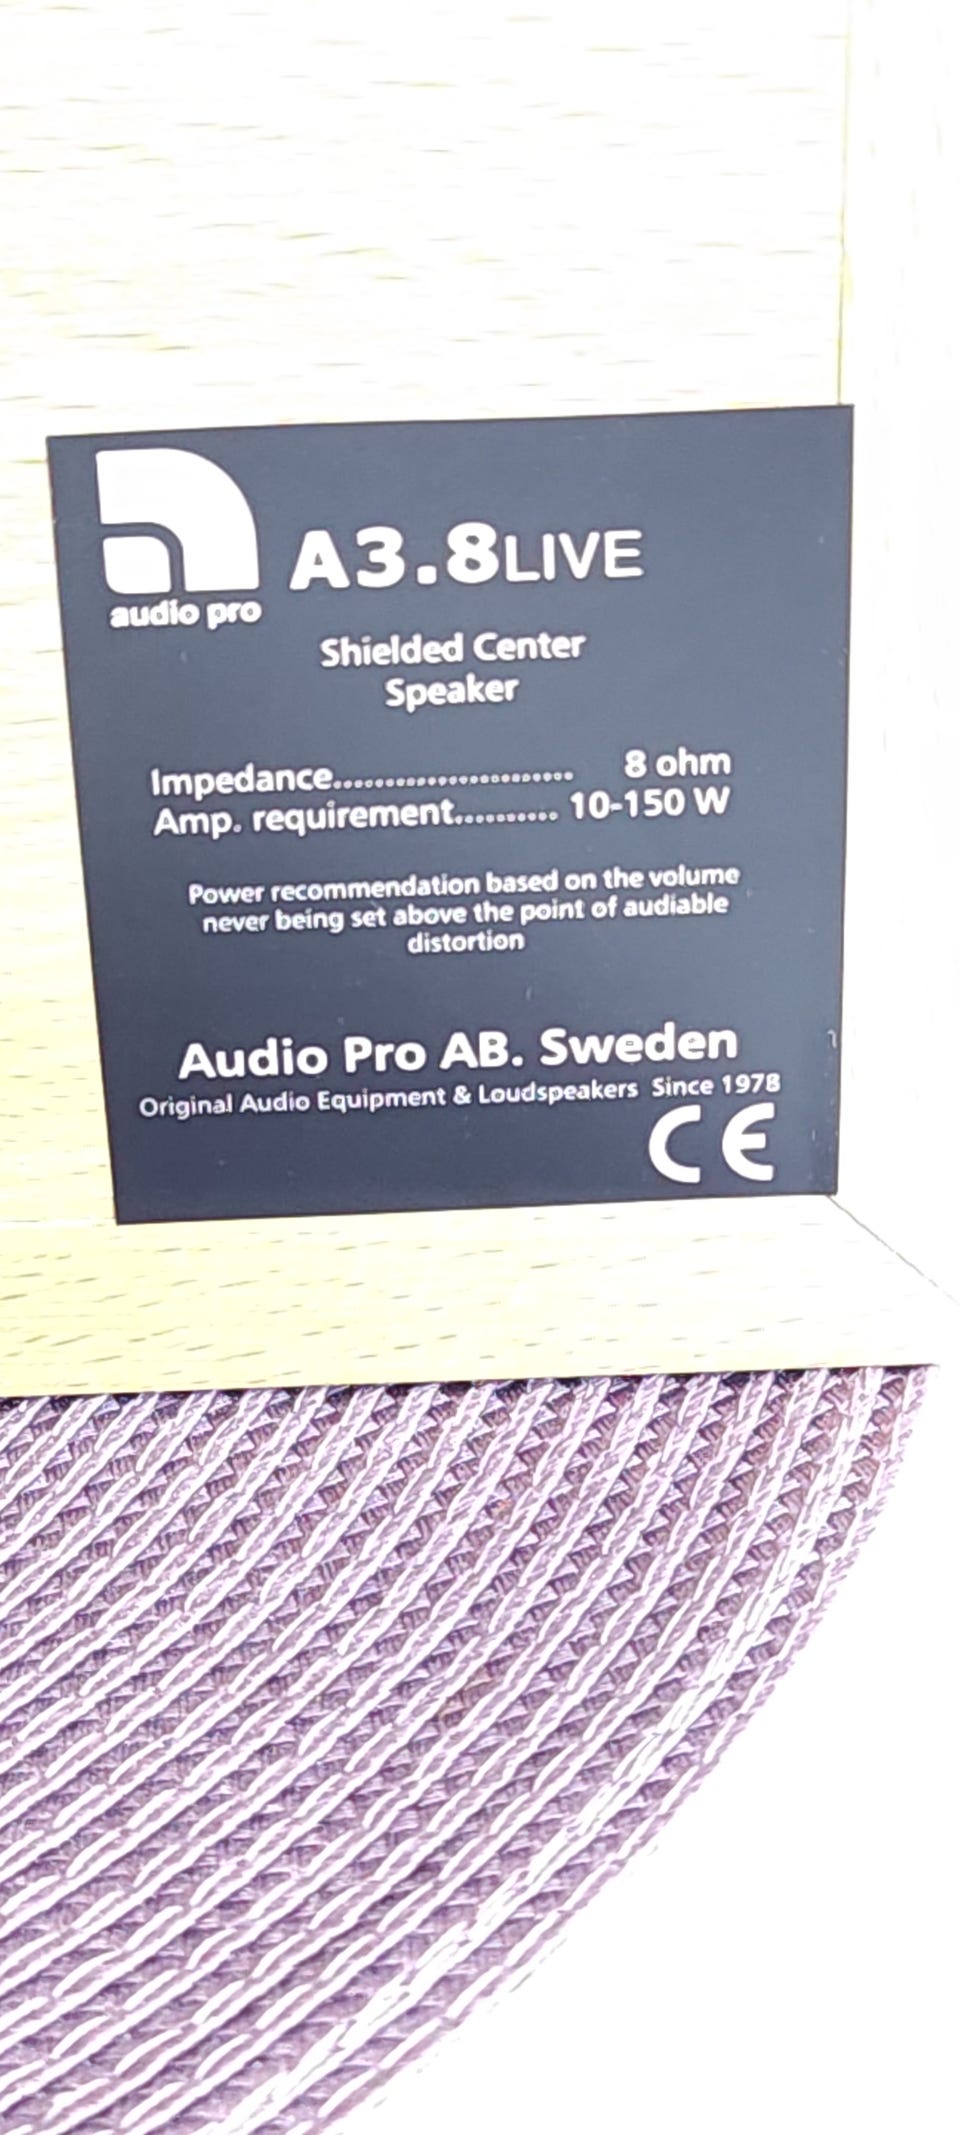 A3.8LIVE
audio pro
Shielded Center
Speaker
Impedance....................... 8 ohm
Amp. requirement.......... 10-150 W
Power recommendation based on the volume
never being set above the point of audiable
distortion
Audio Pro AB. Sweden
Original Audio Equipment & Loudspeakers Since 1978
CE